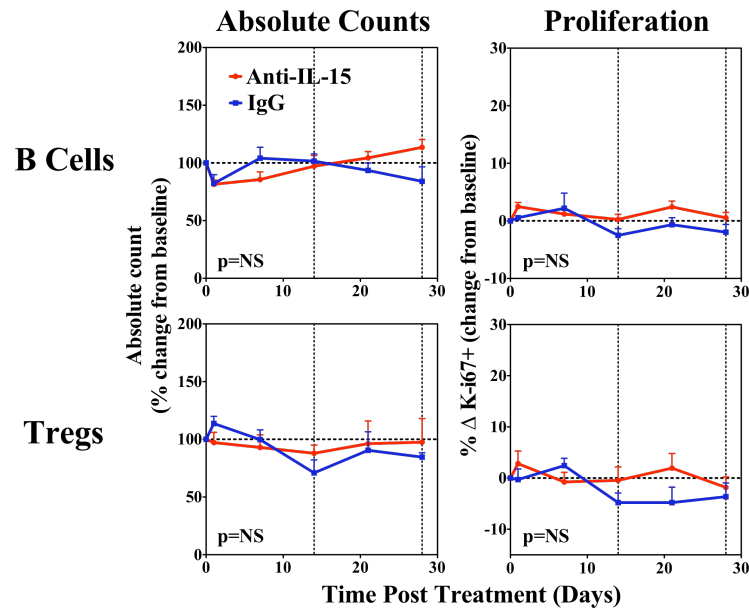 Absolute Counts
Proliferation
B Cells
Tregs
Absolute count
(% change from baseline)
% Δ K-i67+ (change from baseline)
200
150
100
50
0
Anti-IL-15
IgG
p=NS
0
10
20
30
30
20
10
0
-10
p=NS
0
10
20
30
200
150
100
50
0
p=NS
0
10
20
30
30
20
10
0
-10
p=NS
0
10
20
30
Time Post Treatment (Days)